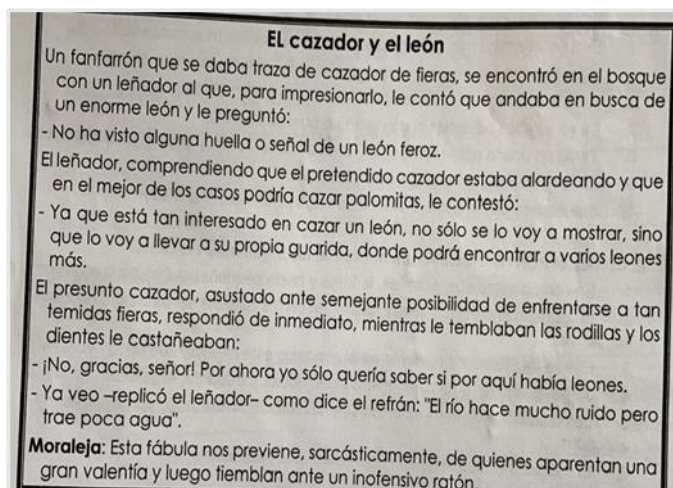 EL cazador y el león
Un fanfarrón que se daba traza de cazador de fieras, se encontró en el bosque
con un leñador al que, para impresionarlo, le contó que andaba en busca de
un enorme león y le preguntó:
- No ha visto alguna huella o señal de un león feroz.
El leñador, comprendiendo que el pretendido cazador estaba alardeando y que
en el mejor de los casos podría cazar palomitas, le contestó:
- Ya que está tan interesado en cazar un león, no sólo se lo voy a mostrar, sino
que lo voy a llevar a su propia guarida, donde podrá encontrar a varios leones
más.
El presunto cazador, asustado ante semejante posibilidad de enfrentarse a tan
temidas fieras, respondió de inmediato, mientras le temblaban las rodillas y los
dientes le castañeaban:
- ¡No, gracias, señor! Por ahora yo sólo quería saber si por aquí había leones.
- Ya veo –replicó el leñador– como dice el refrán: "El río hace mucho ruido pero
trae poca agua".
Moraleja: Esta fábula nos previene, sarcásticamente, de quienes aparentan una
gran valentía y luego tiemblan ante un inofensivo ratón.